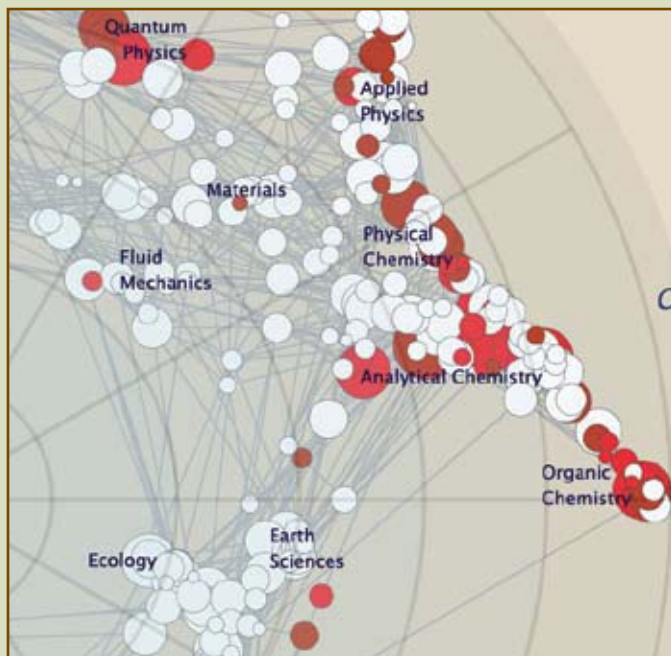 Quantum
Physics
Applied
Physics
Materials
Physical
Chemistry
Fluid
Mechanics
Analytical Chemistry
Organic
Chemistry
Earth
Sciences
Ecology